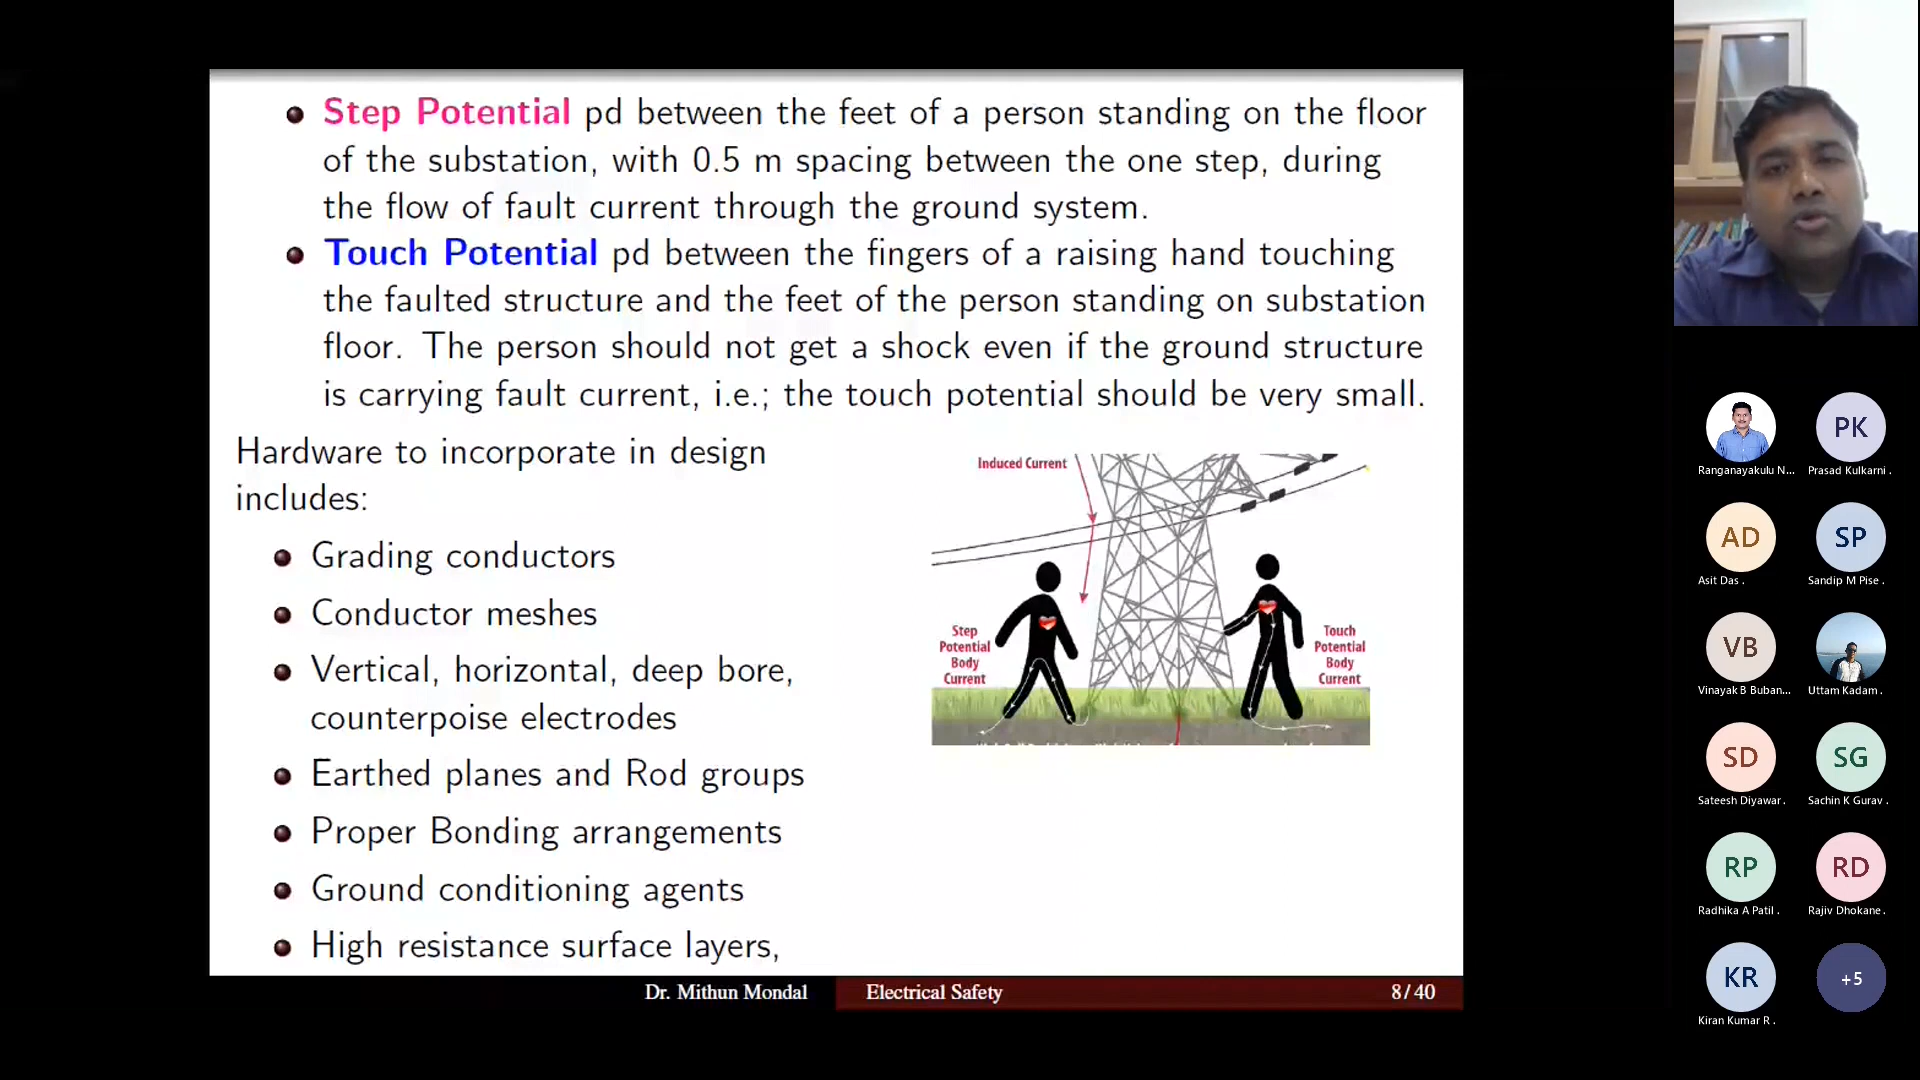 Step Potential pd between the feet of a person standing on the floor
of the substation, with 0.5 m spacing between the one step, during
the flow of fault current through the ground system.
Touch Potential pd between the fingers of a raising hand touching
the faulted structure and the feet of the person standing on substation
floor. The person should not get a shock even if the ground structure
is carrying fault current, i.e.; the touch potential should be very small.
Hardware to incorporate in design
includes:
Grading conductors
Conductor meshes
Vertical, horizontal, deep bore,
counterpoise electrodes
Earthed planes and Rod groups
Proper Bonding arrangements
Ground conditioning agents
High resistance surface layers,
Induced Current
Step
Potential
Body
Current
Touch
Potential
Body
Current
Dr. Mithun Mondal
Electrical Safety
8/40
Ranganayakulu N...
PK
Prasad Kulkarni .
AD
Asit Das .
SP
Sandip M Pise .
VB
Vinayak B Buban...
Uttam Kadam .
SD
Sateesh Diyawar .
SG
Sachin K Gurav .
RP
Radhika A Patil .
RD
Rajiv Dhokane .
KR
Kiran Kumar R .
+5